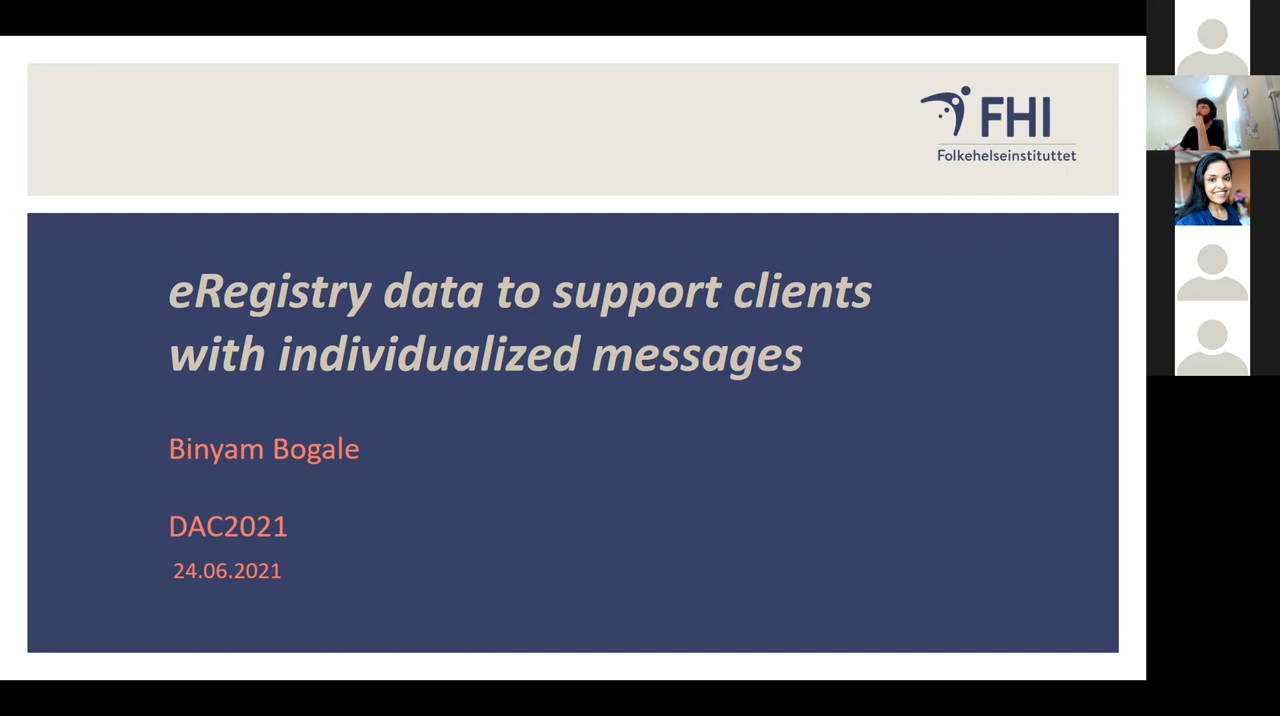 FHI
Folkehelseinstituttet
eRegistry data to support clients
with individualized messages
Binyam Bogale
DAC2021
24.06.2021